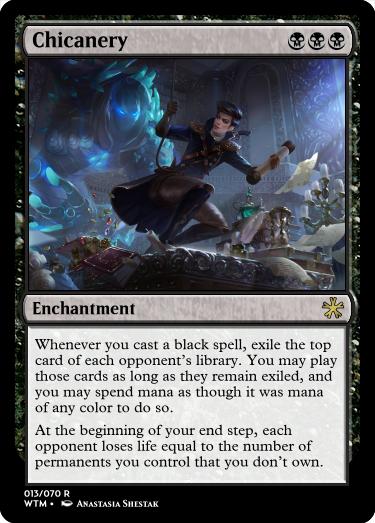 Chicanery
Enchantment
Whenever you cast a black spell, exile the top
card of each opponent's library. You may play
those cards as long as they remain exiled, and
you may spend mana as though it was mana
of any color to do so.
At the beginning of your end step, each
opponent loses life equal to the number of
permanents you control that you don't own.
013/070 R
WTM • Anastasia Shestak